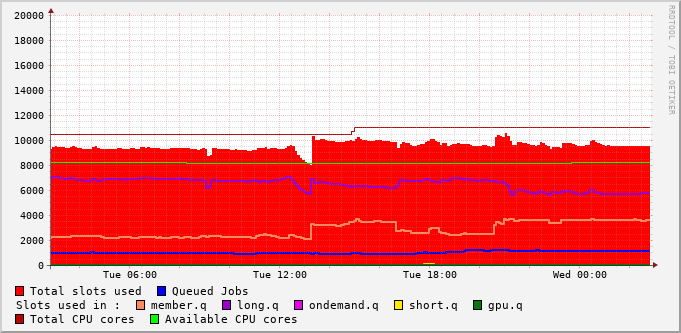 20000
18000
16000
14000
12000
10000
8000
6000
4000
2000
0
Tue 06:00 Tue 12:00 Tue 18:00 Wed 00:00
Total slots used Queued Jobs
Slots used in : member.q long.q ondemand.q short.q gpu.q
Total CPU cores Available CPU cores
RRDTOOL / TOBI OETIKER